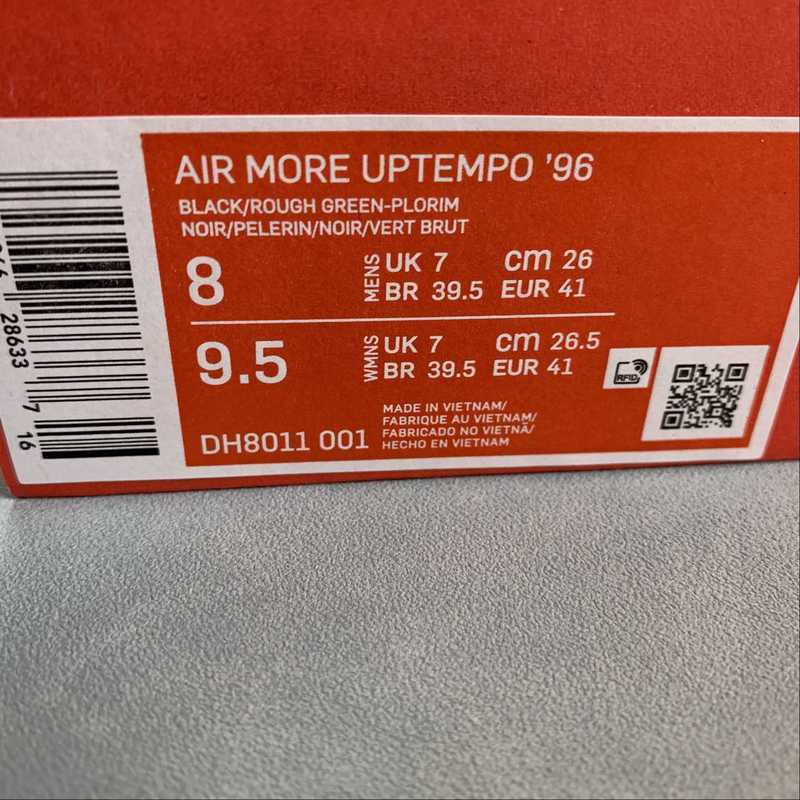 AIR MORE UPTEMPO '96
BLACK/ROUGH GREEN-PLORIM
NOIR/PELERIN/NOIR/VERT BRUT
8 MENS UK 7 cm 26
BR 39.5 EUR 41
9.5 WMNS UK 7 cm 26.5
BR 39.5 EUR 41
RFID
DH8011 001
MADE IN VIETNAM/
FABRIQUE AU VIETNAM/
FABRICADO NO VIETNÃ/
HECHO EN VIETNAM
28633 7 16